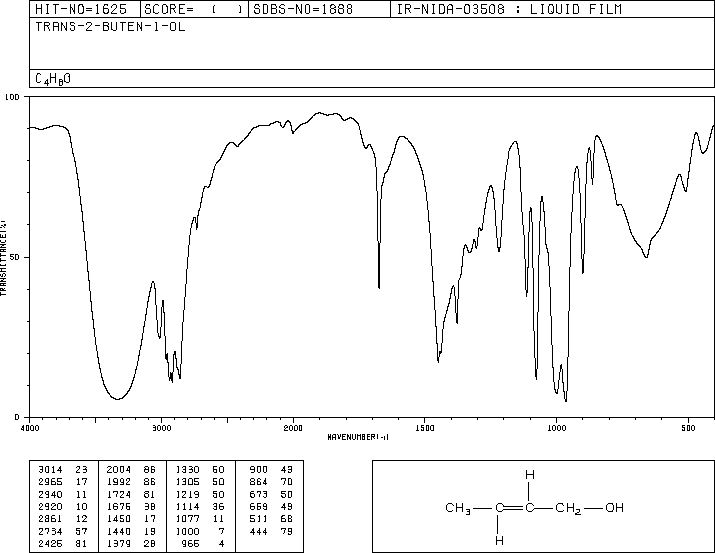 HIT-NO=1625 SCORE= ( ) SDBS-NO=1888 IR-NIDA-03508 : LIQUID FILM
TRANS-2-BUTEN-1-OL
C4H8O
100
50
0
TRANSMITTANCE(%)
4000 3000 2000 1500 1000 500
WAVENUMBER(-1)
3014 23 2004 86 1330 50 900 43
2965 17 1992 86 1305 50 864 70
2940 11 1724 81 1219 50 673 50
2920 10 1676 38 1114 36 659 49
2861 12 1450 17 1077 11 511 68
2734 57 1440 19 1000 7 444 79
2426 81 1379 28 966 4
H
CH3 C C CH2 OH
H